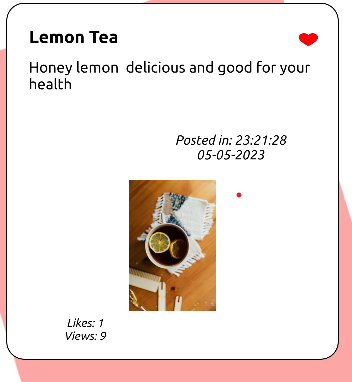 Lemon Tea
Honey lemon  delicious and good for your
health
Posted in: 23:21:28
05-05-2023
Likes: 1
Views: 9